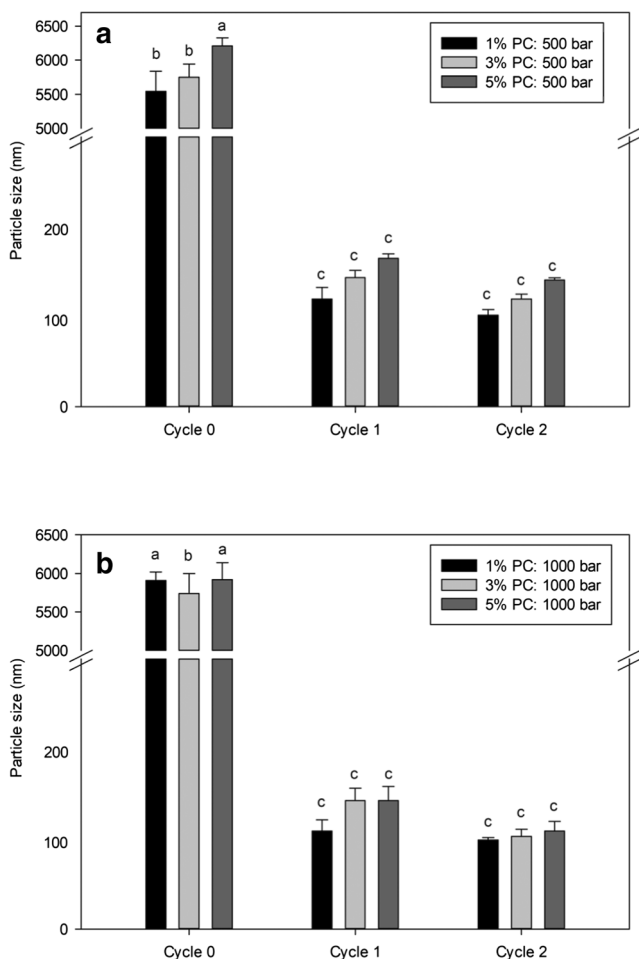 a
6500
6000
5500
5000
200
100
0
Particle size (nm)
b b a
c c c
c c c
1% PC: 500 bar
3% PC: 500 bar
5% PC: 500 bar
Cycle 0 Cycle 1 Cycle 2
b
6500
6000
5500
5000
200
100
0
Particle size (nm)
a b a
c c c
c c c
1% PC: 1000 bar
3% PC: 1000 bar
5% PC: 1000 bar
Cycle 0 Cycle 1 Cycle 2